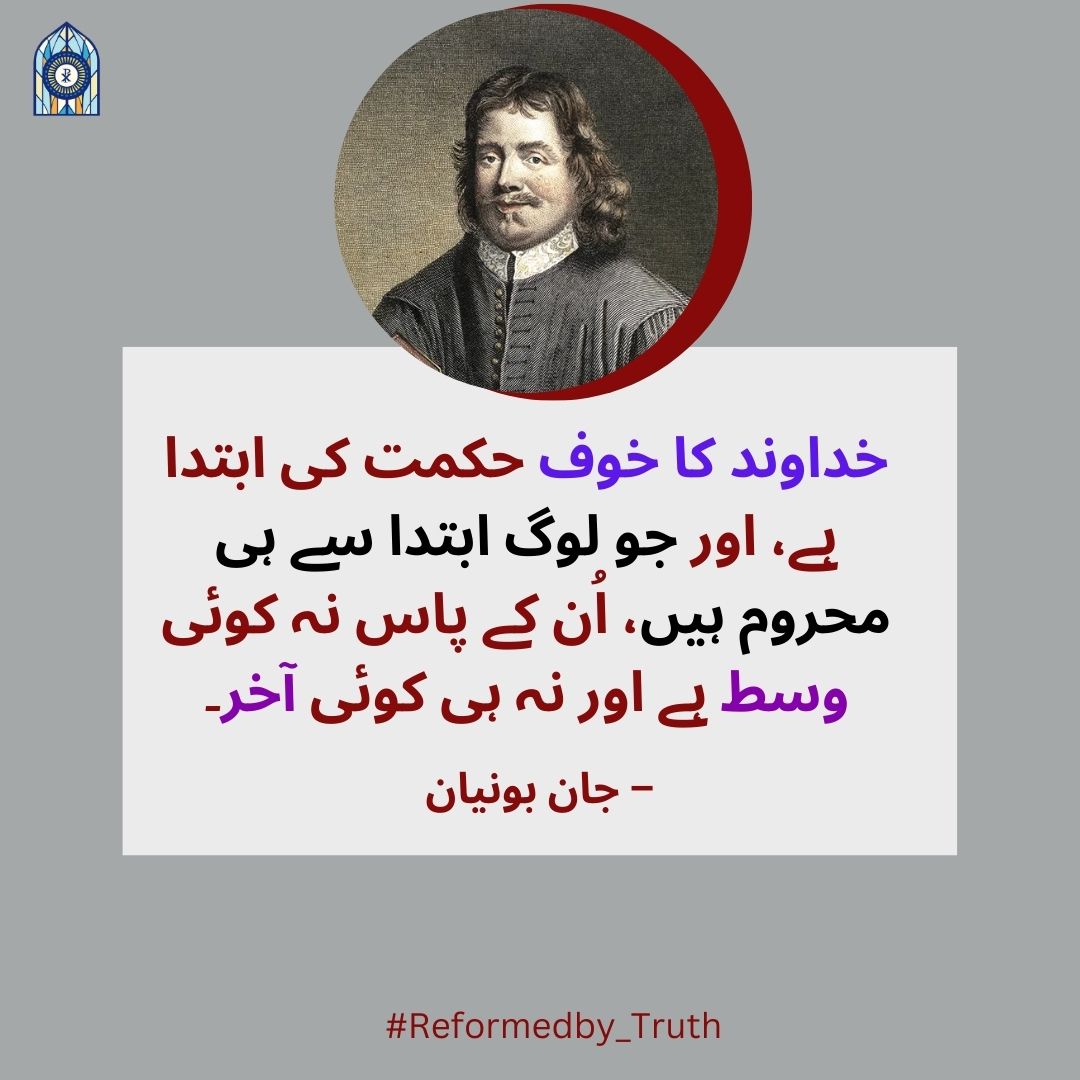 خداوند کا خوف حکمت کی ابتدا
ہے، اور جو لوگ ابتدا سے ہی
محروم ہیں، اُن کے پاس نہ کوئی
وسط ہے اور نہ ہی کوئی آخر۔
– جان بونیان
#Reformedby_Truth